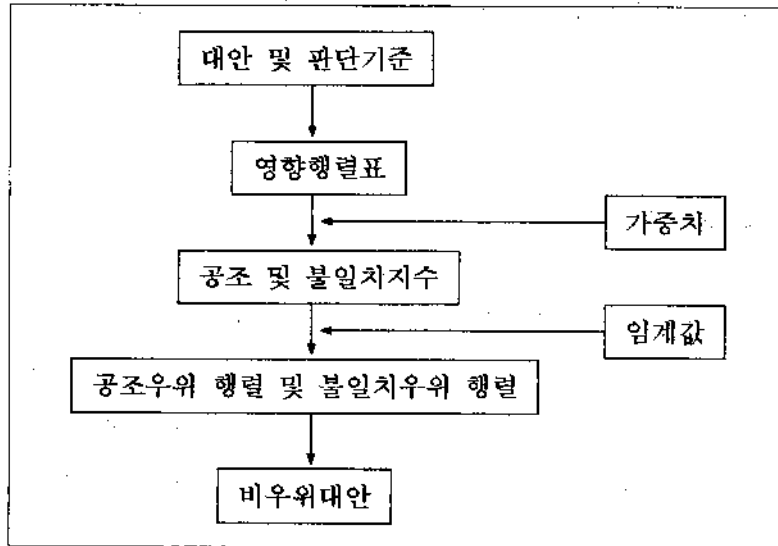 대안 및 판단기준
영향행렬표
가중치
공조 및 불일치지수
임계값
공조우위 행렬 및 불일치우위 행렬
비우위대안